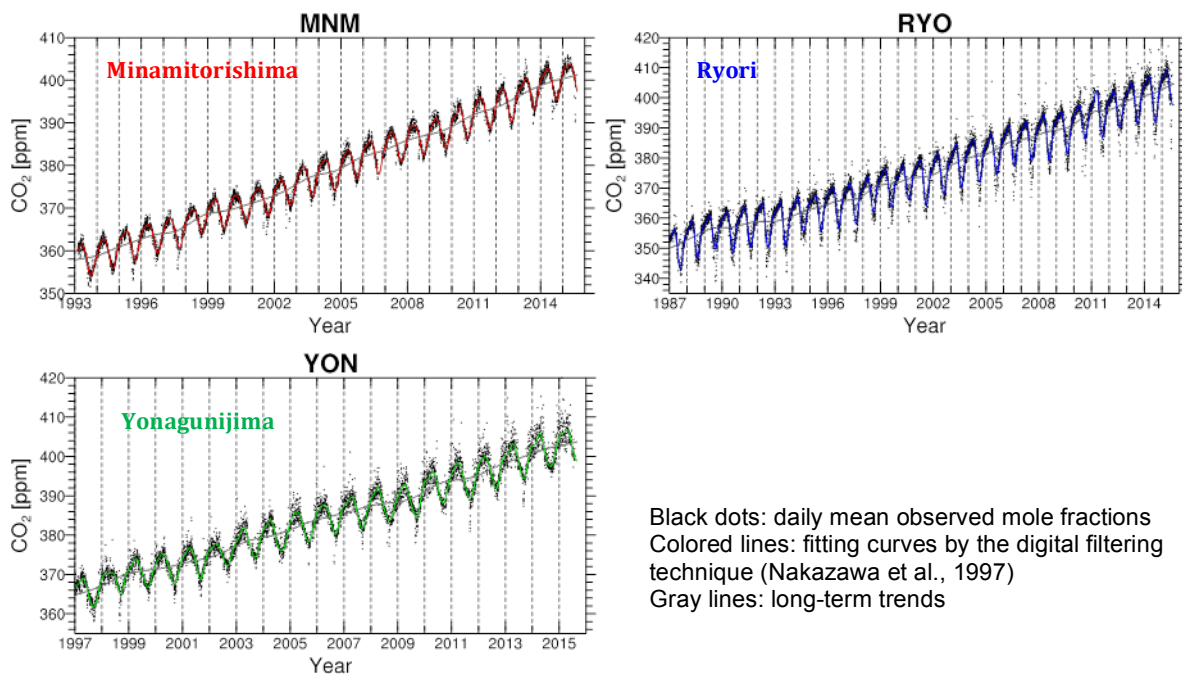 MNM
Minamitorishima
410
400
390
380
370
360
350
CO₂ [ppm]
1993 1996 1999 2002 2005 2008 2011 2014
Year
RYO
Ryori
420
410
400
390
380
370
360
350
340
CO₂ [ppm]
1987 1990 1993 1996 1999 2002 2005 2008 2011 2014
Year
YON
Yonagunijima
420
410
400
390
380
370
360
CO₂ [ppm]
1997 1999 2001 2003 2005 2007 2009 2011 2013 2015
Year
Black dots: daily mean observed mole fractions
Colored lines: fitting curves by the digital filtering
technique (Nakazawa et al., 1997)
Gray lines: long-term trends